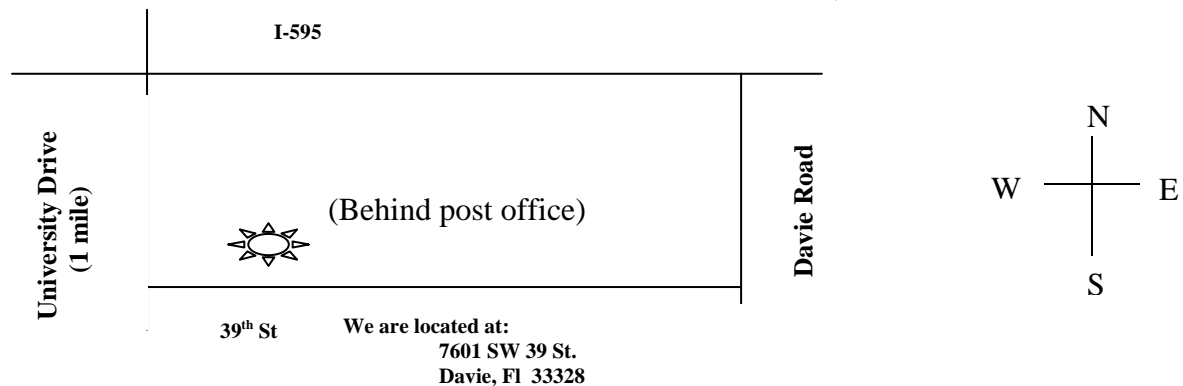 I-595
University Drive
(1 mile)
(Behind post office)
Davie Road
N
W E
S
39th St
We are located at:
7601 SW 39 St.
Davie, Fl 33328